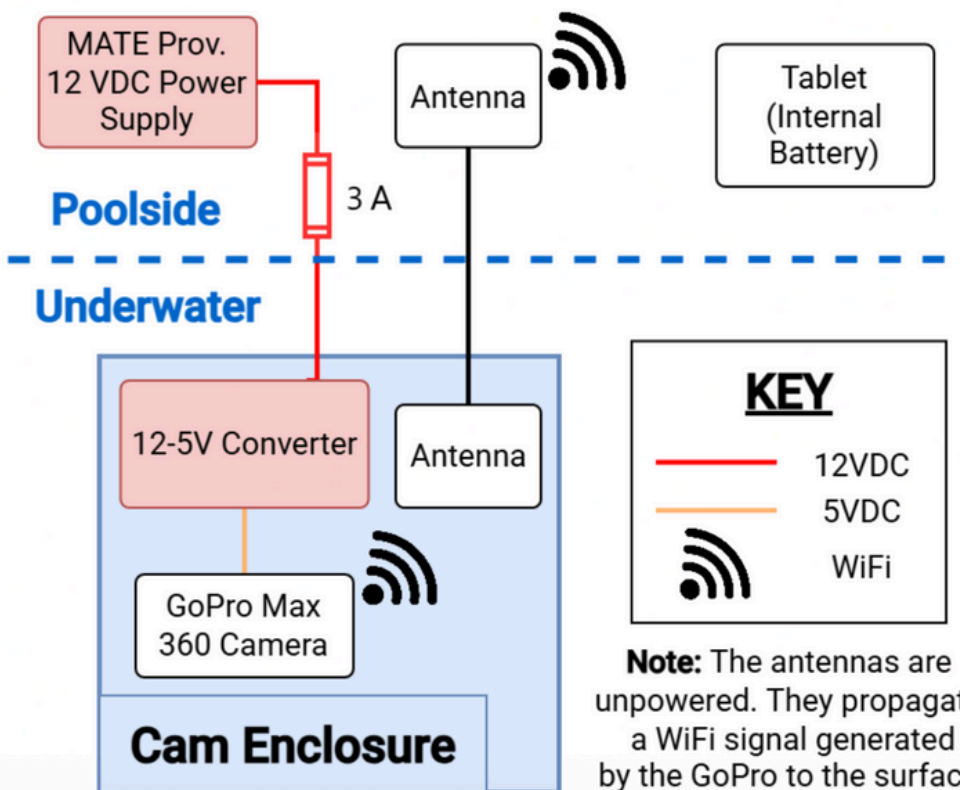 MATE Prov.
12 VDC Power
Supply
Antenna
Tablet
(Internal
Battery)
3 A
Poolside
Underwater
12-5V Converter
Antenna
GoPro Max
360 Camera
Cam Enclosure
KEY
12VDC
5VDC
WiFi
Note: The antennas are
unpowered. They propagat
a WiFi signal generated
by the GoPro to the surfac